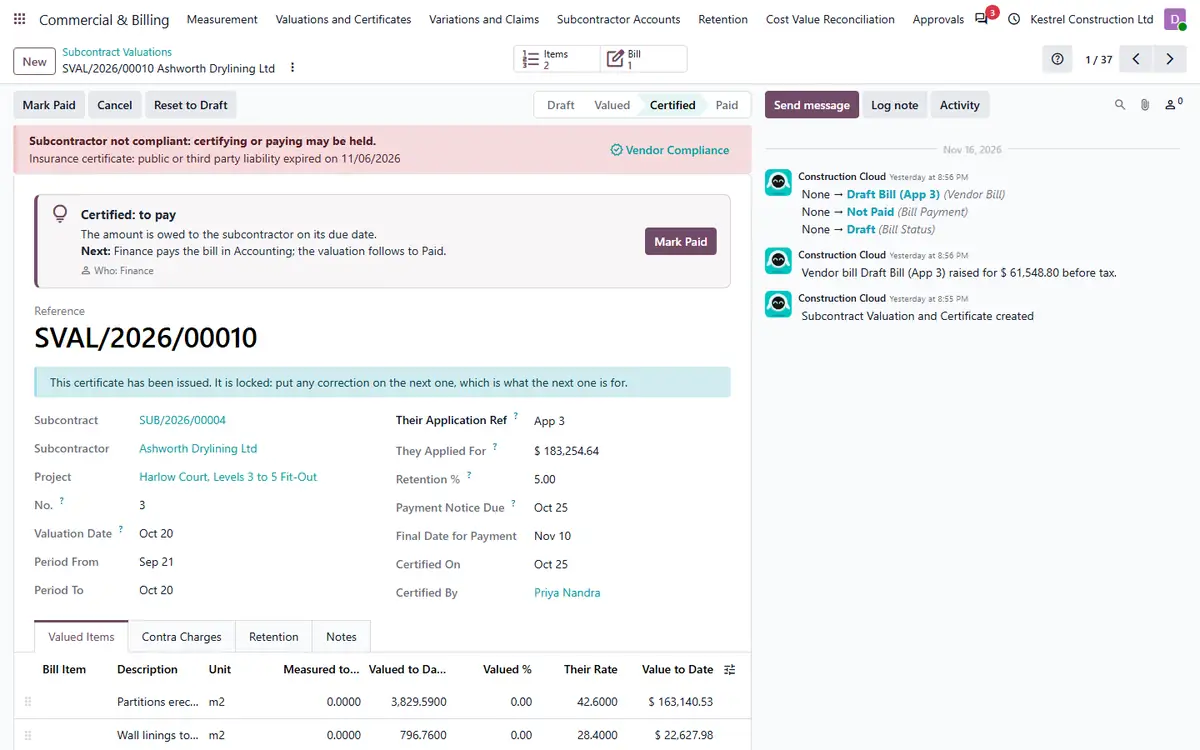 Commercial & Billing Measurement Valuations and Certificates Variations and Claims Subcontractor Accounts Retention Cost Value Reconciliation Approvals 3 Kestrel Construction Ltd D
New Subcontract Valuations
SVAL/2026/00010 Ashworth Drylining Ltd
Items 2
Bill 1
1 / 37
Mark Paid Cancel Reset to Draft
Draft Valued Certified Paid
Send message Log note Activity 0
Subcontractor not compliant: certifying or paying may be held.
Insurance certificate: public or third party liability expired on 11/06/2026
Vendor Compliance
Certified: to pay
The amount is owed to the subcontractor on its due date.
Next: Finance pays the bill in Accounting; the valuation follows to Paid.
Who: Finance
Mark Paid
Reference
SVAL/2026/00010
This certificate has been issued. It is locked: put any correction on the next one, which is what the next one is for.
Subcontract SUB/2026/00004
Subcontractor Ashworth Drylining Ltd
Project Harlow Court, Levels 3 to 5 Fit-Out
No. ? 3
Valuation Date ? Oct 20
Period From Sep 21
Period To Oct 20
Their Application Ref ? App 3
They Applied For ? $ 183,254.64
Retention % ? 5.00
Payment Notice Due ? Oct 25
Final Date for Payment Nov 10
Certified On Oct 25
Certified By Priya Nandra
Valued Items Contra Charges Retention Notes
Bill Item Description Unit Measured to... Valued to Da... Valued % Their Rate Value to Date
Partitions erec... m2 0.0000 3,829.5900 0.00 42.6000 $ 163,140.53
Wall linings to... m2 0.0000 796.7600 0.00 28.4000 $ 22,627.98
Nov 16, 2026
Construction Cloud Yesterday at 8:56 PM
None → Draft Bill (App 3) (Vendor Bill)
None → Not Paid (Bill Payment)
None → Draft (Bill Status)
Construction Cloud Yesterday at 8:56 PM
Vendor bill Draft Bill (App 3) raised for $ 61,548.80 before tax.
Construction Cloud Yesterday at 8:55 PM
Subcontract Valuation and Certificate created